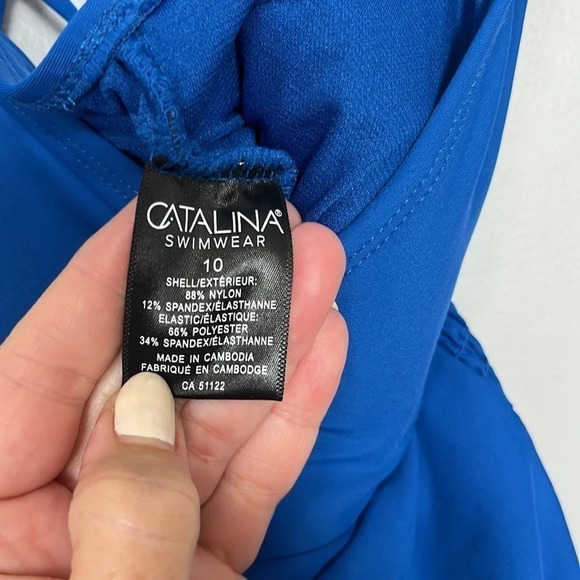 CATALINA®
SWIMWEAR
10
SHELL/EXTÉRIEUR:
88% NYLON
12% SPANDEX/ÉLASTHANNE
ELASTIC/ÉLASTIQUE:
66% POLYESTER
34% SPANDEX/ÉLASTHANNE
MADE IN CAMBODIA
FABRIQUÉ EN CAMBODGE
CA 51122